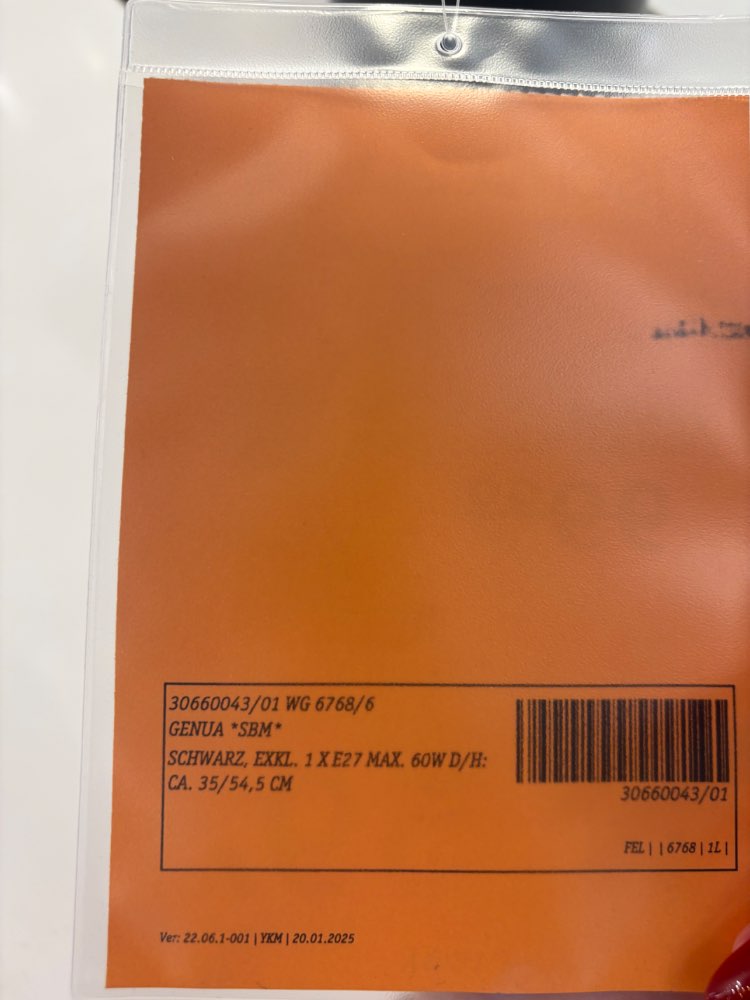 30660043/01 WG 6768/6
GENUA *SBM*
SCHWARZ, EXKL. 1 X E27 MAX. 60W D/H:
CA. 35/54,5 CM
30660043/01
FEL | | 6768 | 1L |
Ver: 22.06.1-001 | YKM | 20.01.2025